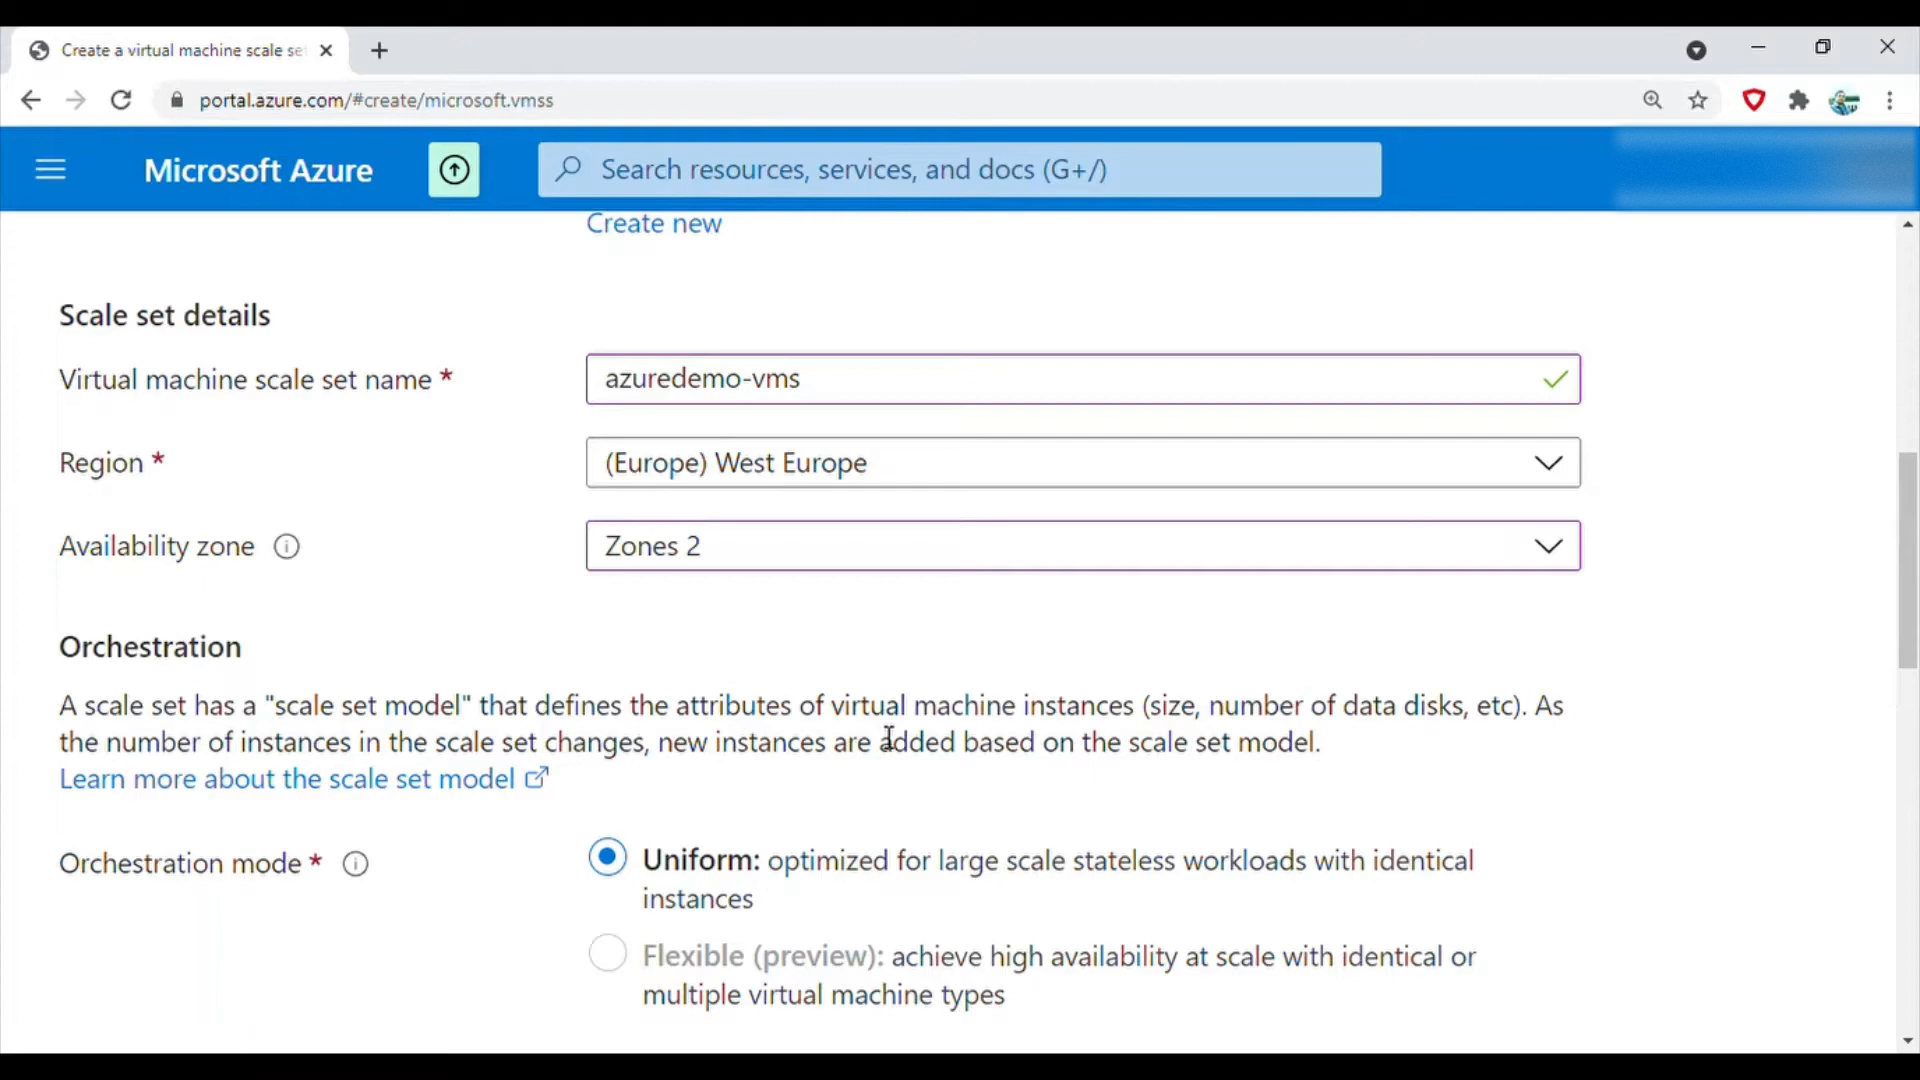 Create a virtual machine scale se
portal.azure.com/#create/microsoft.vmss
Microsoft Azure
Search resources, services, and docs (G+/)
Create new
Scale set details
Virtual machine scale set name *
azuredemo-vms
Region *
(Europe) West Europe
Availability zone
Zones 2
Orchestration
A scale set has a "scale set model" that defines the attributes of virtual machine instances (size, number of data disks, etc). As
the number of instances in the scale set changes, new instances are added based on the scale set model.
Learn more about the scale set model
Orchestration mode *
Uniform: optimized for large scale stateless workloads with identical
instances
Flexible (preview): achieve high availability at scale with identical or
multiple virtual machine types